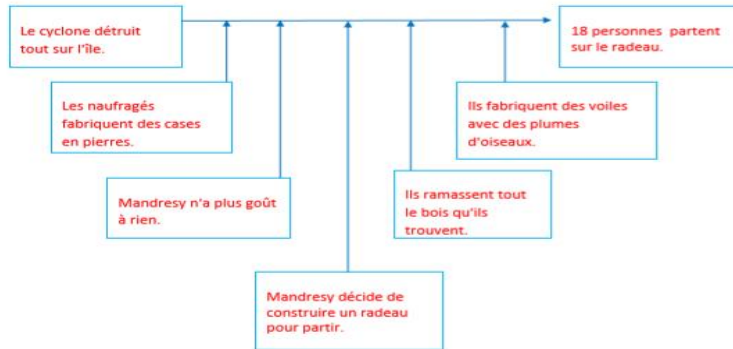 Le cyclone détruit
tout sur l'île.
Les naufragés
fabriquent des cases
en pierres.
Mandresy n'a plus goût
à rien.
Mandresy décide de
construire un radeau
pour partir.
Ils ramassent tout
le bois qu'ils
trouvent.
Ils fabriquent des voiles
avec des plumes
d'oiseaux.
18 personnes partent
sur le radeau.